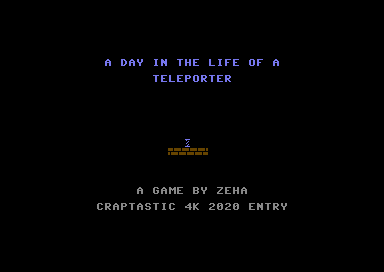 A DAY IN THE LIFE OF A
TELEPORTER
A GAME BY ZEHA
CRAPTASTIC 4K 2020 ENTRY